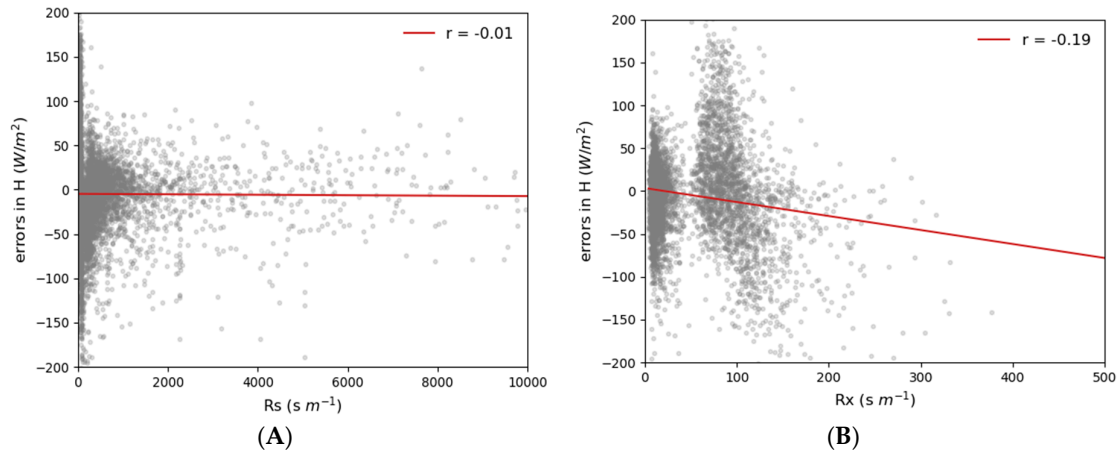 200
150
100
50
0
−50
−100
−150
−200
errors in H (W/m²)
r = -0.01
0 2000 4000 6000 8000 10000
Rs (s m⁻¹)
(A)
200
150
100
50
0
−50
−100
−150
−200
errors in H (W/m²)
r = -0.19
0 100 200 300 400 500
Rx (s m⁻¹)
(B)